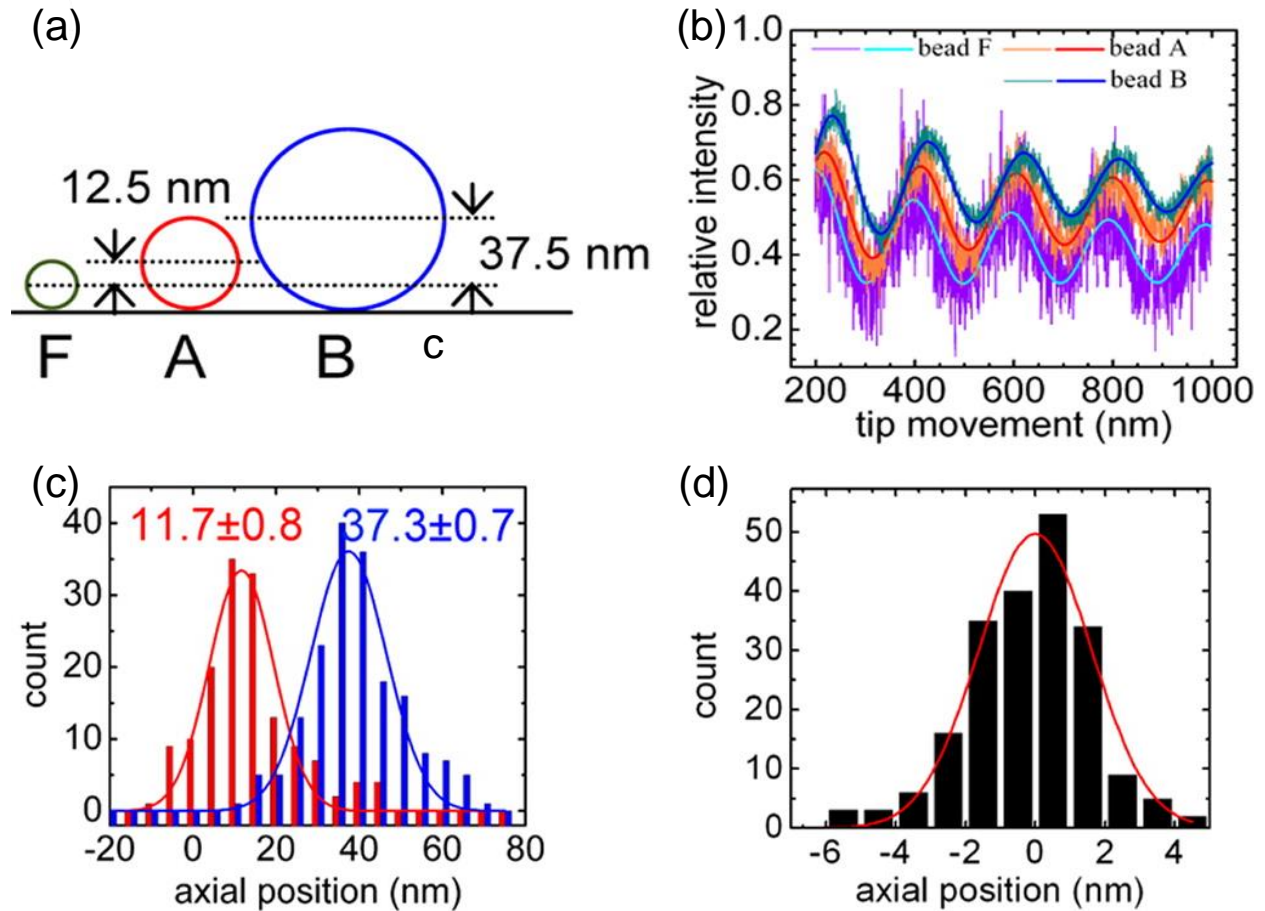 (a)
12.5 nm
37.5 nm
F A B c
(b)
1.0
0.8
0.6
0.4
0.2
relative intensity
bead F bead A
bead B
200 400 600 800 1000
tip movement (nm)
(c)
40
30
20
10
0
count
11.7±0.8 37.3±0.7
-20 0 20 40 60 80
axial position (nm)
(d)
50
40
30
20
10
0
count
-6 -4 -2 0 2 4
axial position (nm)